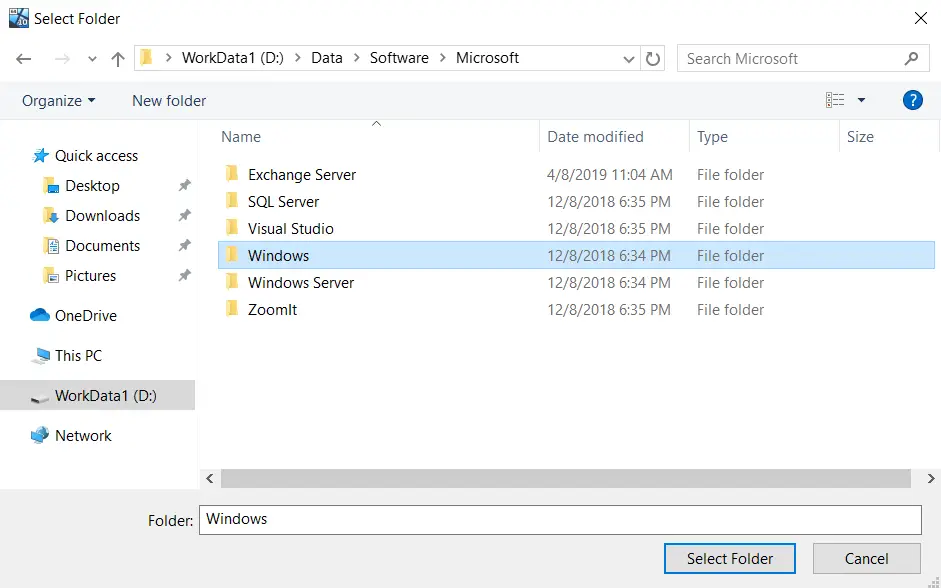 Select Folder
WorkData1 (D:) Data Software Microsoft
Search Microsoft
Organize New folder
?
Name Date modified Type Size
Quick access
Desktop
Downloads
Documents
Pictures
OneDrive
This PC
WorkData1 (D:)
Network
Exchange Server 4/8/2019 11:04 AM File folder
SQL Server 12/8/2018 6:35 PM File folder
Visual Studio 12/8/2018 6:35 PM File folder
Windows 12/8/2018 6:34 PM File folder
Windows Server 12/8/2018 6:34 PM File folder
ZoomIt 12/8/2018 6:35 PM File folder
Folder: Windows
Select Folder Cancel